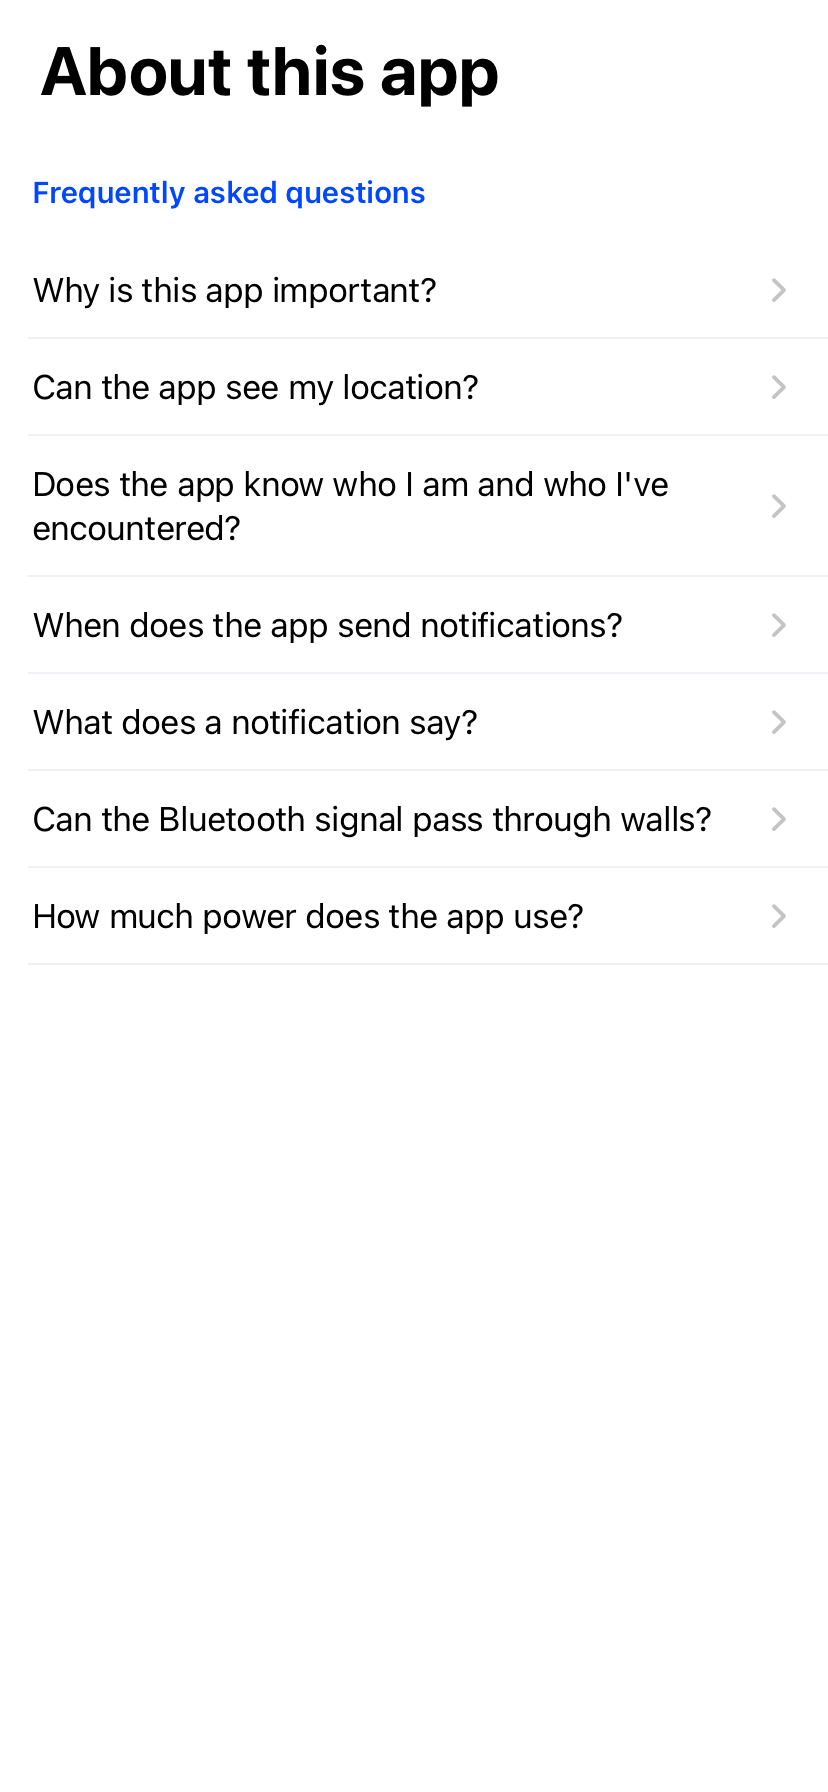 About this app
Frequently asked questions
Why is this app important?
Can the app see my location?
Does the app know who I am and who I've
encountered?
When does the app send notifications?
What does a notification say?
Can the Bluetooth signal pass through walls?
How much power does the app use?